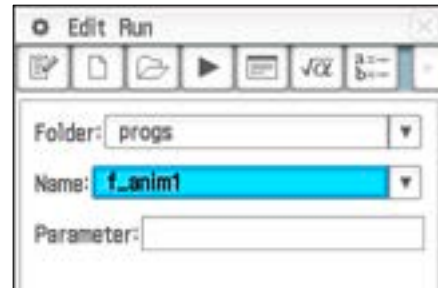 Edit Run
√α a=— b=—
Folder: progs
Name: f_anim1
Parameter: